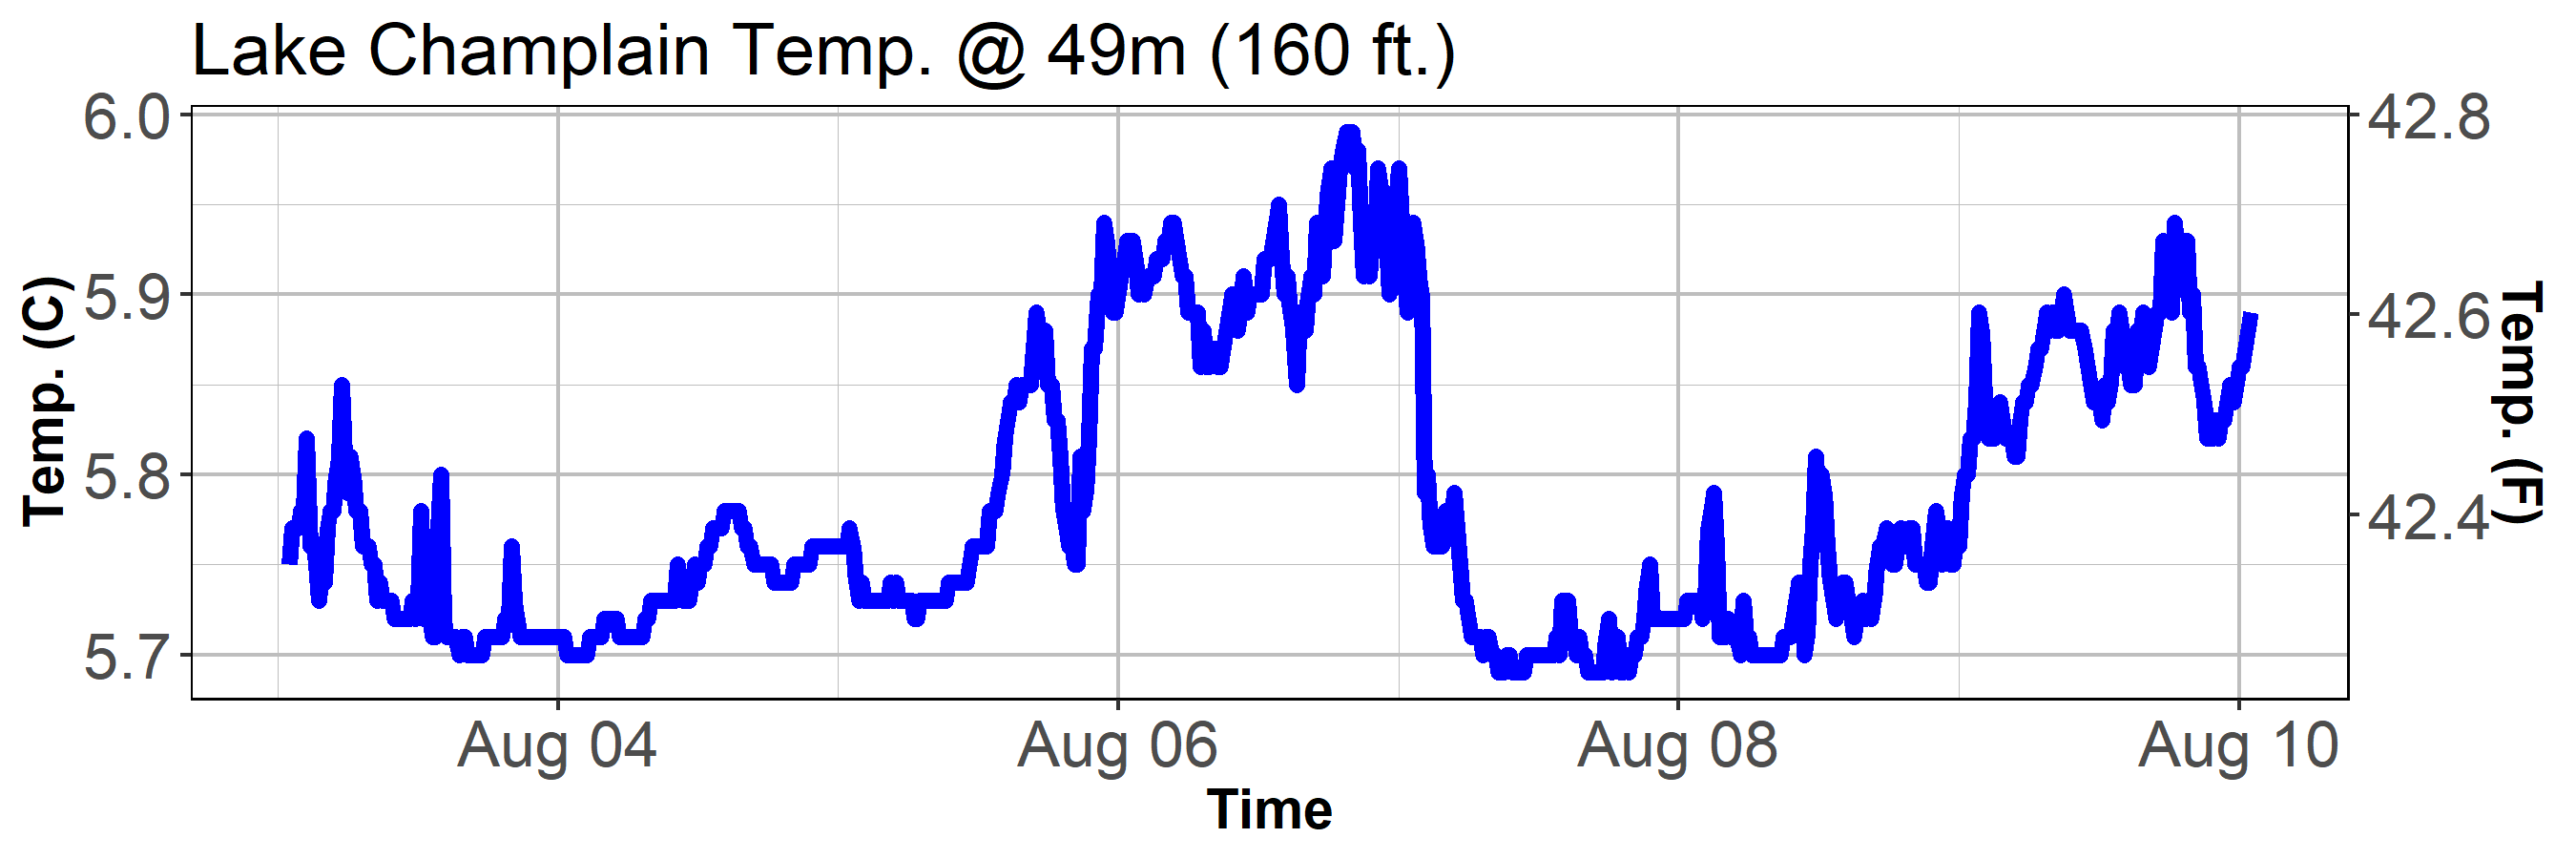 Lake Champlain Temp. @ 49m (160 ft.)
6.0
5.9
5.8
5.7
Temp. (C)
42.8
42.6
42.4
Temp. (F)
Aug 04 Aug 06 Aug 08 Aug 10
Time